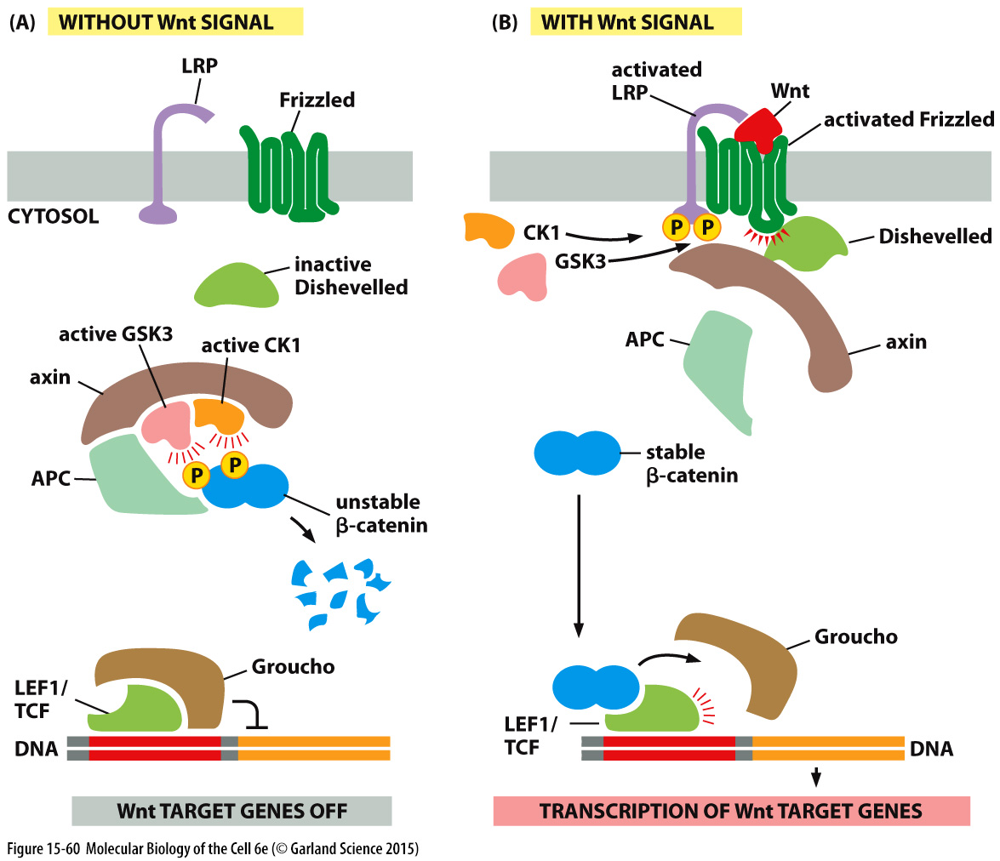 (A) WITHOUT Wnt SIGNAL
LRP
Frizzled
CYTOSOL
inactive
Dishevelled
active GSK3
active CK1
axin
P
P
APC
unstable
β-catenin
Groucho
LEF1/
TCF
DNA
Wnt TARGET GENES OFF
(B) WITH Wnt SIGNAL
activated
LRP
Wnt
activated Frizzled
P P
CK1
GSK3
Dishevelled
APC
axin
stable
β-catenin
Groucho
LEF1/
TCF
DNA
TRANSCRIPTION OF Wnt TARGET GENES
Figure 15-60 Molecular Biology of the Cell 6e (© Garland Science 2015)